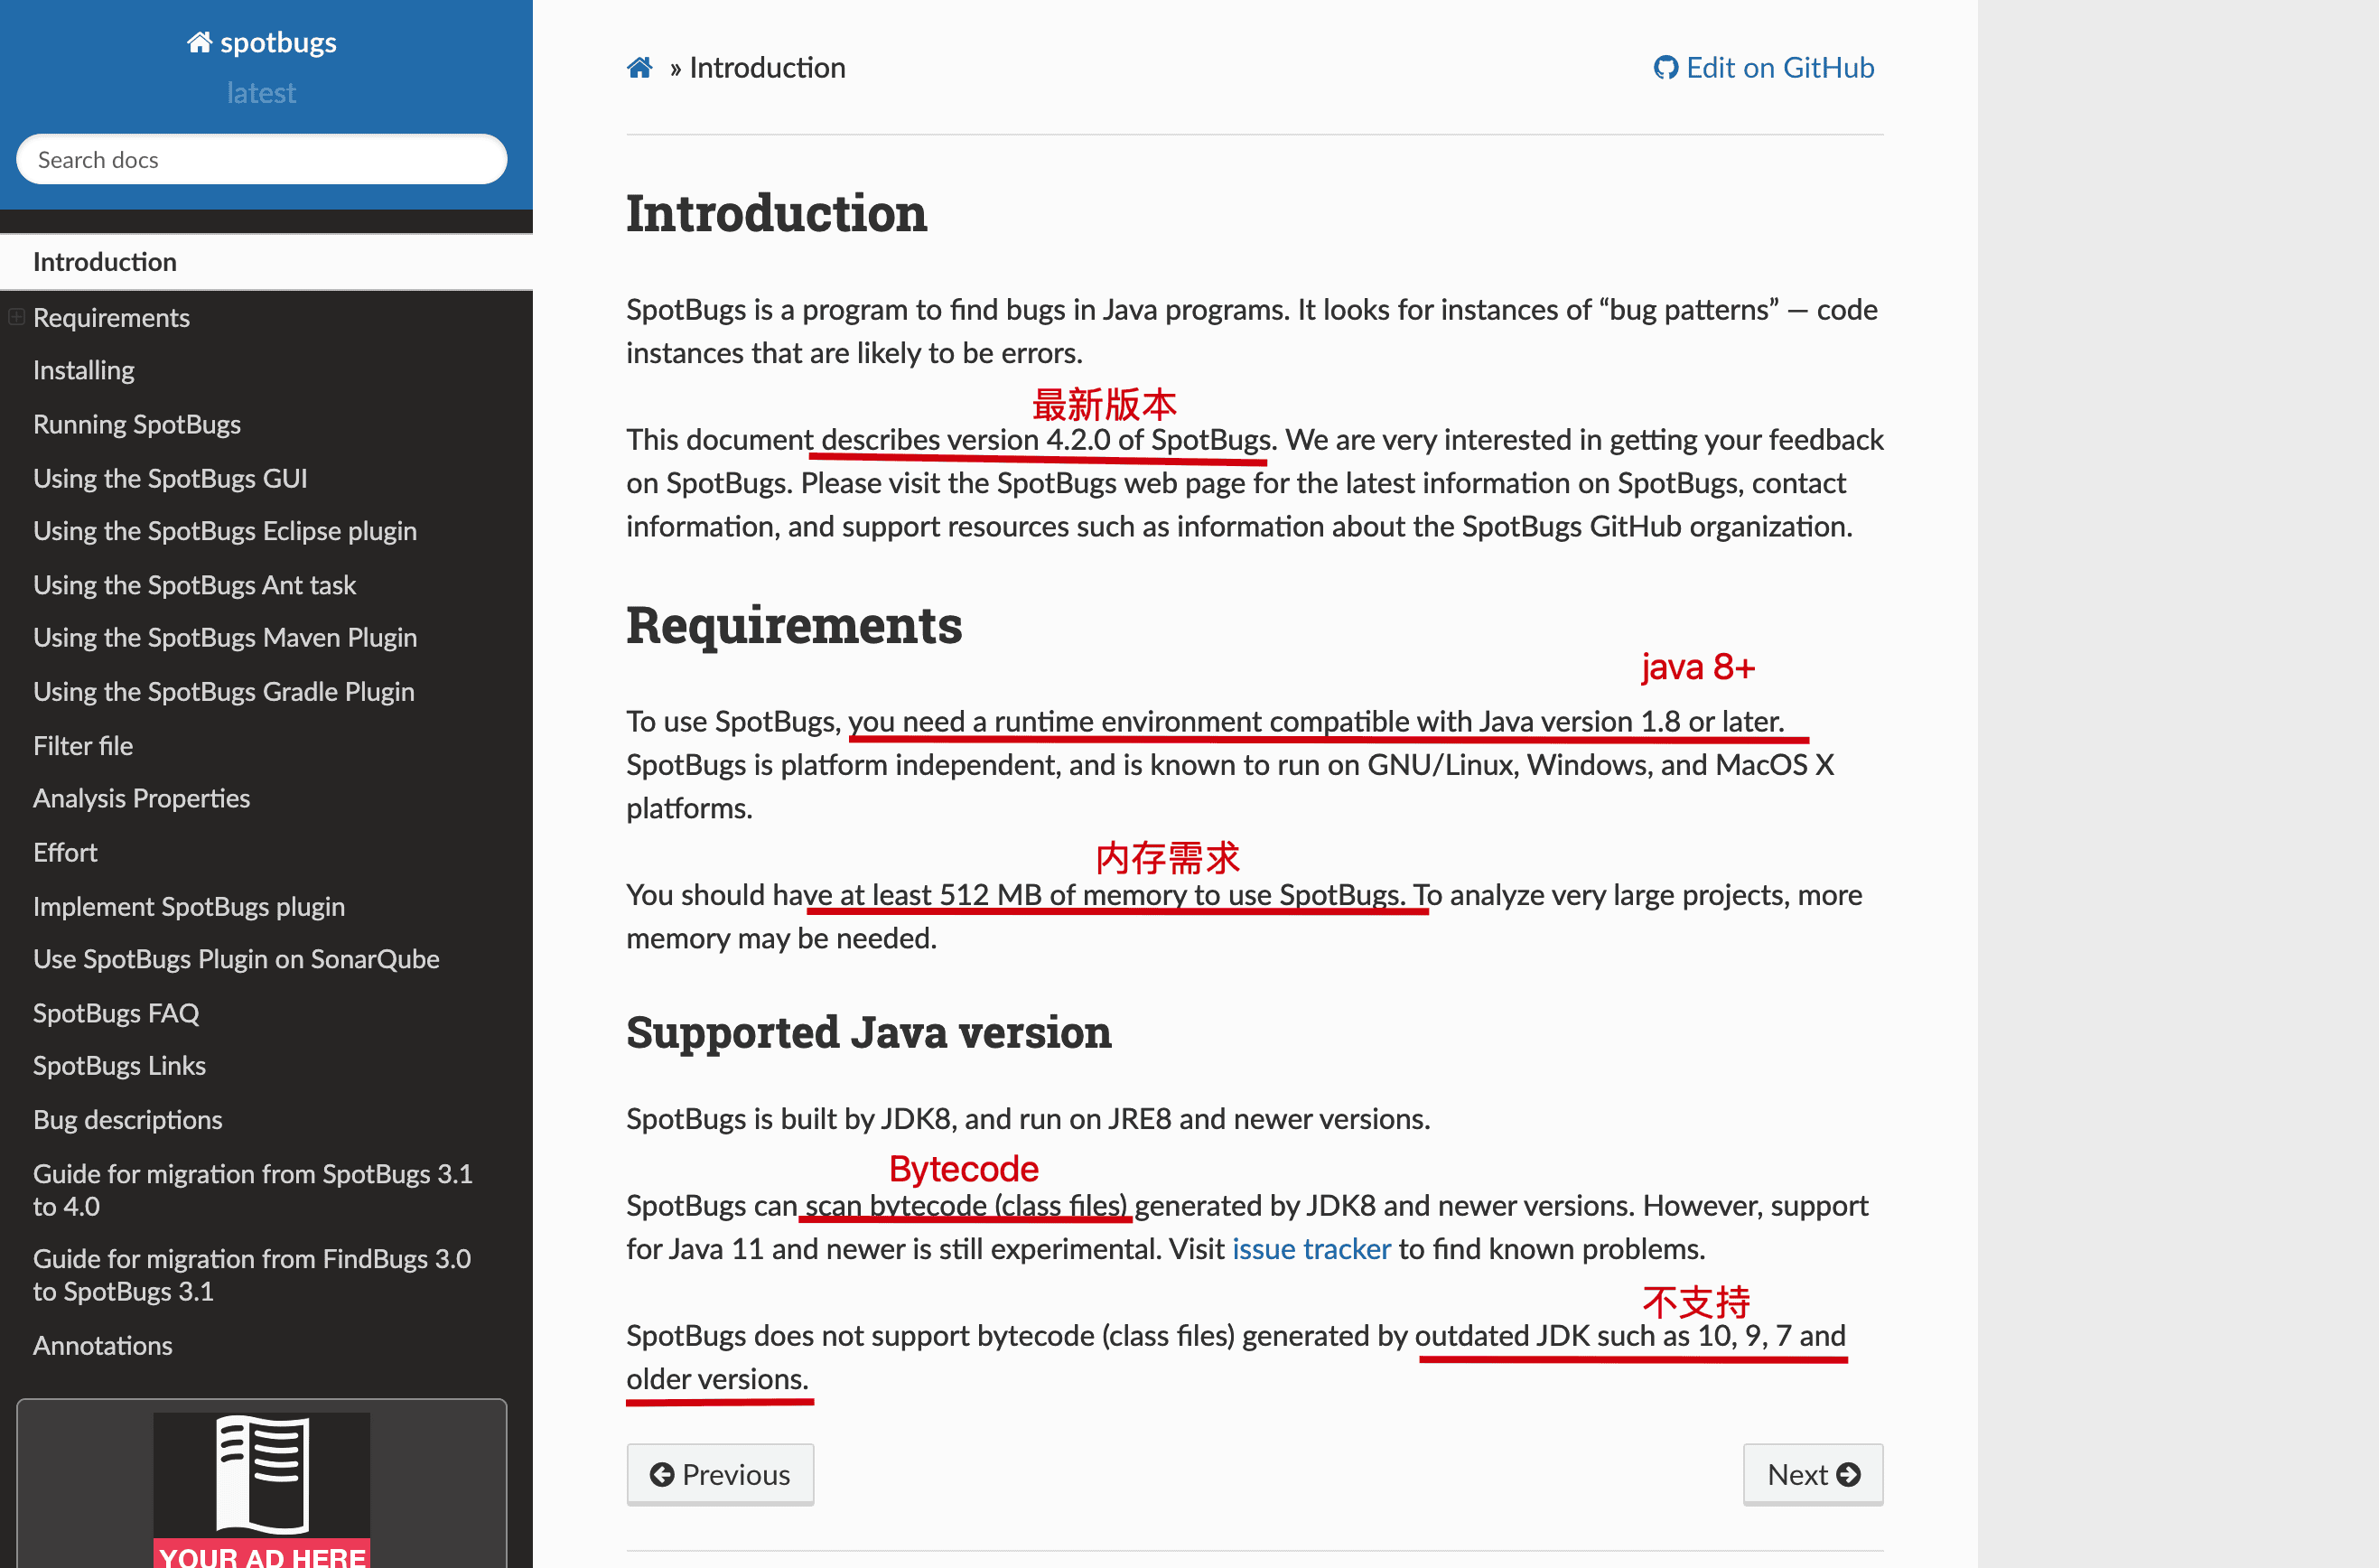 spotbugs
latest
Search docs
Introduction
Requirements
Installing
Running SpotBugs
Using the SpotBugs GUI
Using the SpotBugs Eclipse plugin
Using the SpotBugs Ant task
Using the SpotBugs Maven Plugin
Using the SpotBugs Gradle Plugin
Filter file
Analysis Properties
Effort
Implement SpotBugs plugin
Use SpotBugs Plugin on SonarQube
SpotBugs FAQ
SpotBugs Links
Bug descriptions
Guide for migration from SpotBugs 3.1
to 4.0
Guide for migration from FindBugs 3.0
to SpotBugs 3.1
Annotations
YOUR AD HERE
» Introduction
Edit on GitHub
Introduction
SpotBugs is a program to find bugs in Java programs. It looks for instances of “bug patterns” — code
instances that are likely to be errors.
最新版本
This document describes version 4.2.0 of SpotBugs. We are very interested in getting your feedback
on SpotBugs. Please visit the SpotBugs web page for the latest information on SpotBugs, contact
information, and support resources such as information about the SpotBugs GitHub organization.
Requirements
java 8+
To use SpotBugs, you need a runtime environment compatible with Java version 1.8 or later.
SpotBugs is platform independent, and is known to run on GNU/Linux, Windows, and MacOS X
platforms.
内存需求
You should have at least 512 MB of memory to use SpotBugs. To analyze very large projects, more
memory may be needed.
Supported Java version
SpotBugs is built by JDK8, and run on JRE8 and newer versions.
Bytecode
SpotBugs can scan bytecode (class files) generated by JDK8 and newer versions. However, support
for Java 11 and newer is still experimental. Visit issue tracker to find known problems.
不支持
SpotBugs does not support bytecode (class files) generated by outdated JDK such as 10, 9, 7 and
older versions.
Previous
Next